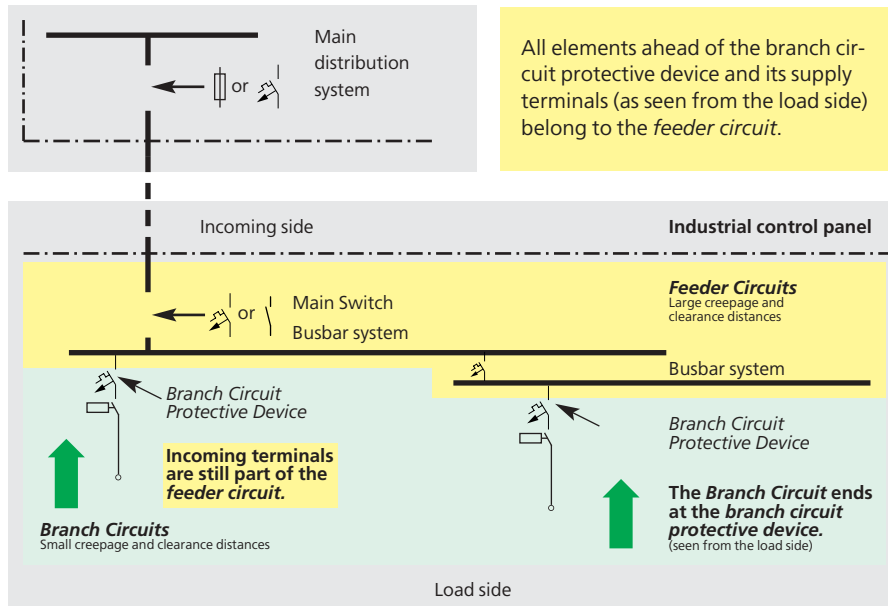 Main
distribution
system
or
All elements ahead of the branch cir-
cuit protective device and its supply
terminals (as seen from the load side)
belong to the feeder circuit.
Incoming side
Industrial control panel
Feeder Circuits
Large creepage and
clearance distances
or
Main Switch
Busbar system
Busbar system
Branch Circuit
Protective Device
Branch Circuit
Protective Device
Incoming terminals
are still part of the
feeder circuit.
The Branch Circuit ends
at the branch circuit
protective device.
(seen from the load side)
Branch Circuits
Small creepage and clearance distances
Load side